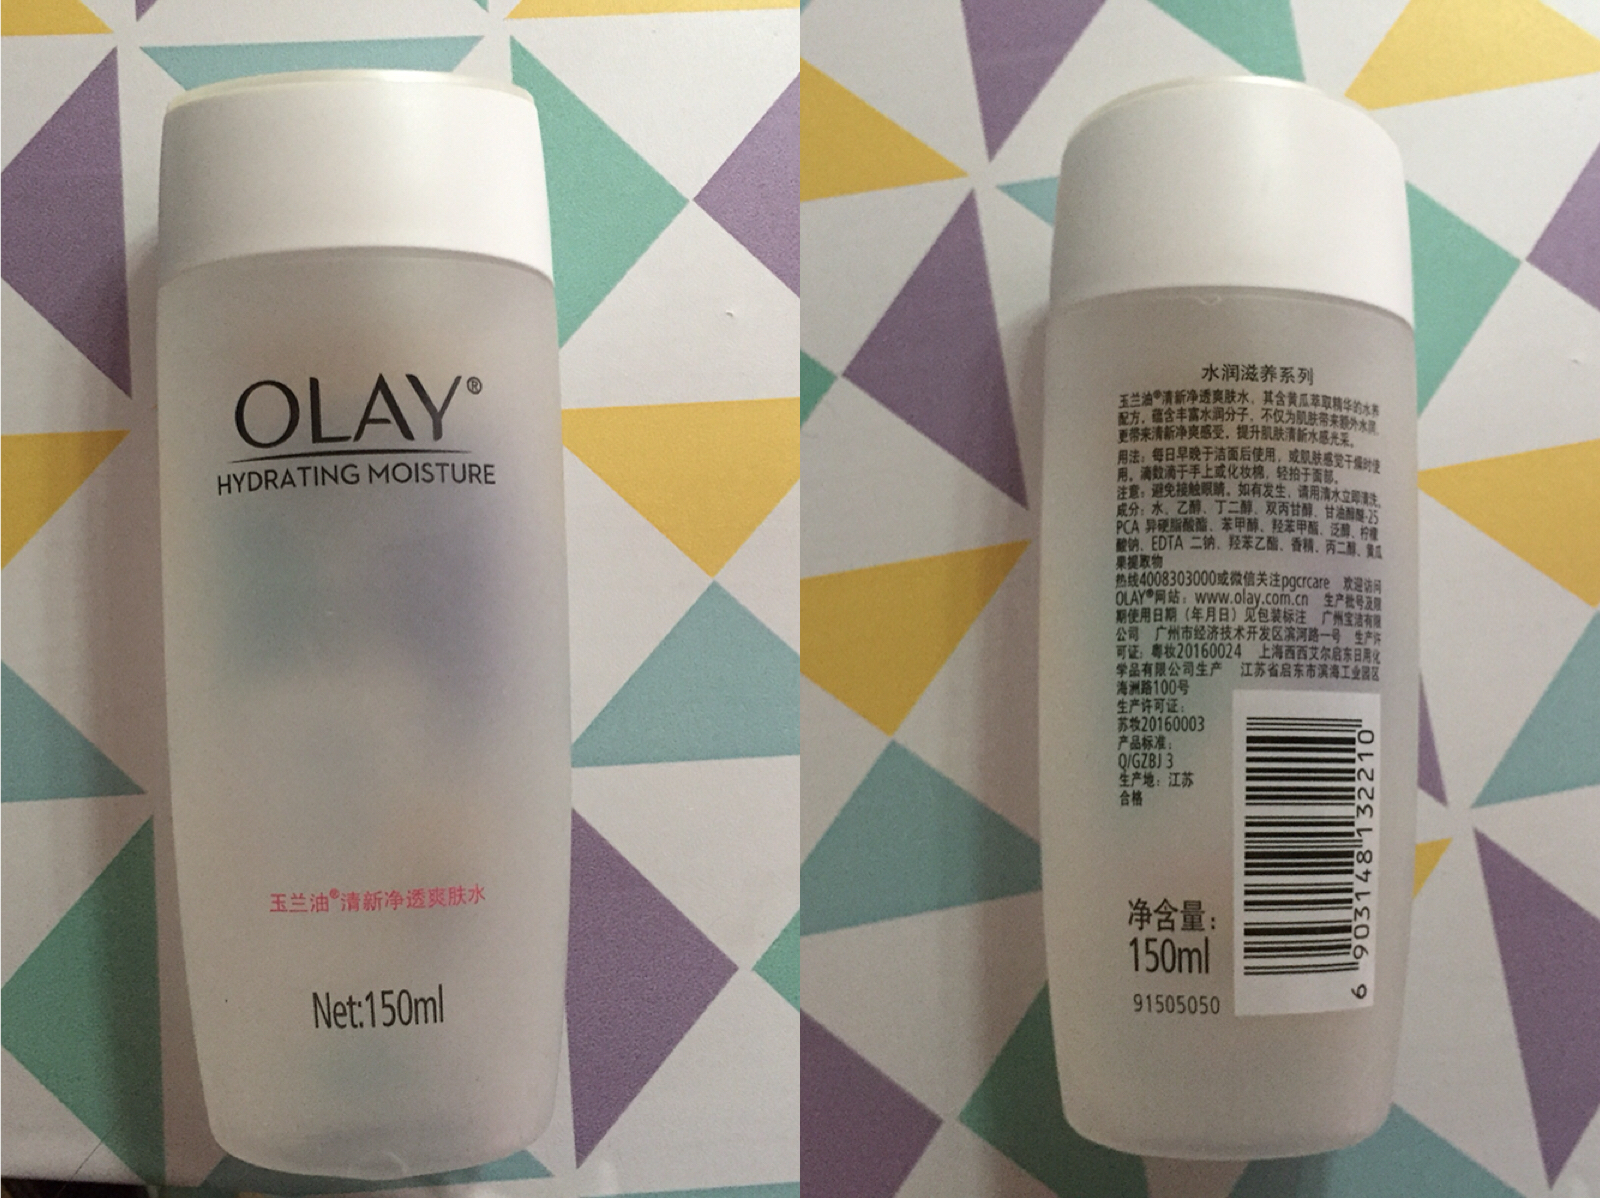 OLAY®
HYDRATING MOISTURE
玉兰油®清新净透爽肤水
Net:150ml
水润滋养系列
玉兰油®清新净透爽肤水，其含黄瓜萃取精华的水养
配方，蕴含丰富水润分子，不仅为肌肤带来额外水润，
更带来清新净爽感受，提升肌肤清新水感光采。
用法：每日早晚于洁面后使用，或肌肤感觉干燥时使
用。滴数滴于手上或化妆棉，轻拍于面部。
注意：避免接触眼睛。如有发生，请用清水立即清洗。
成分：水、乙醇、丁二醇、双丙甘醇、甘油醇醚-25
PCA 异硬脂酸酯、苯甲醇、羟苯甲酯、泛醇、柠檬
酸钠、EDTA 二钠、羟苯乙酯、香精、丙二醇、黄瓜
果提取物
热线4008303000或微信关注pgcrcare 欢迎访问
OLAY®网站：www.olay.com.cn 生产批号及限
期使用日期（年月日）见包装标注 广州宝洁有限
公司 广州市经济技术开发区滨河路一号 生产许
可证：粤妆20160024 上海西西艾尔启东日用化
学品有限公司生产 江苏省启东市滨海工业园区
海洲路100号
生产许可证：
苏妆20160003
产品标准：
Q/GZBJ 3
生产地：江苏
合格
净含量：
150ml
91505050
6 903148 132210